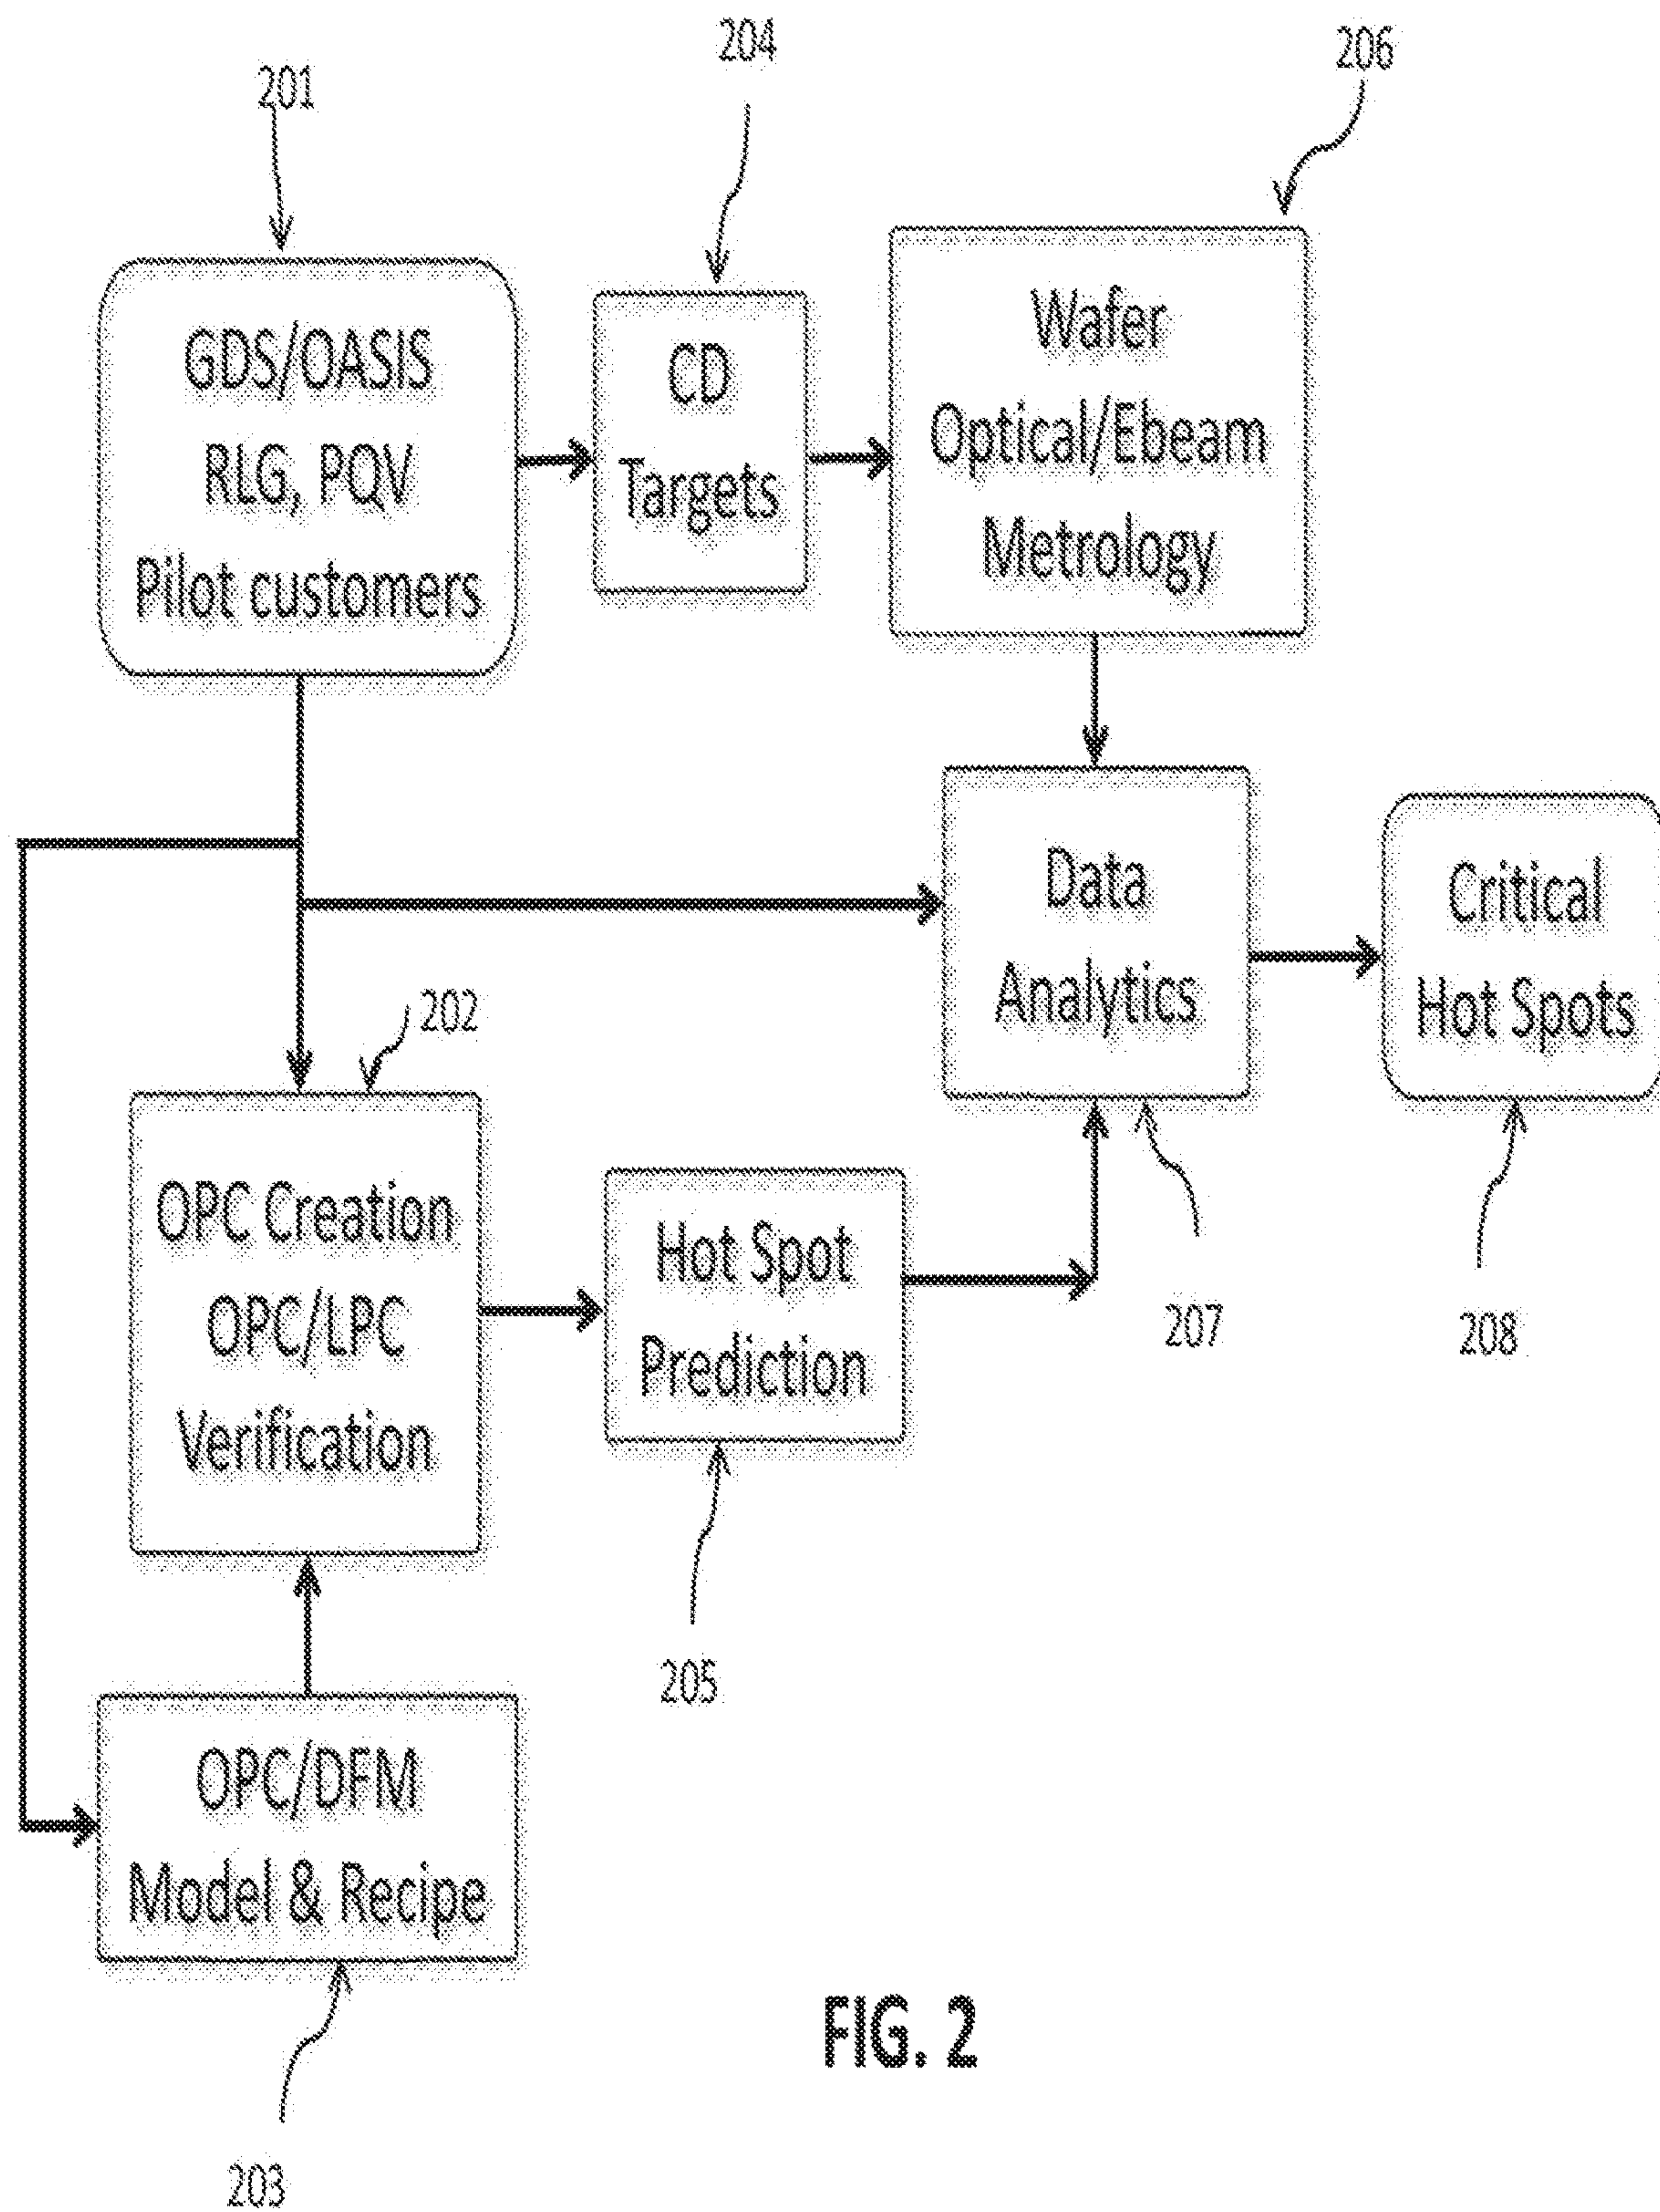 204
206
201
GDS/OASIS
RLG, PQV
Pilot customers
CD
Targets
Wafer
Optical/Ebeam
Metrology
Data
Analytics
Critical
Hot Spots
202
OPC Creation
OPC/LPC
Verification
Hot Spot
Prediction
207
208
205
OPC/DFM
Model & Recipe
203
FIG. 2